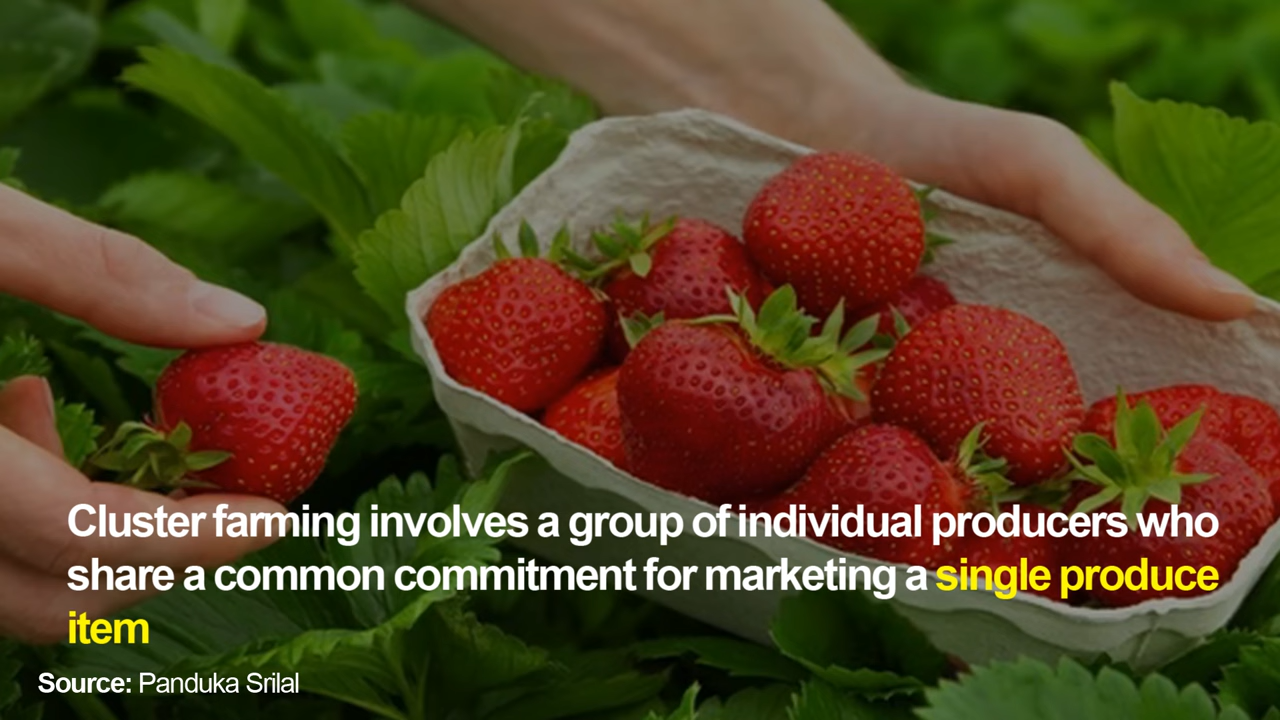 Cluster farming involves a group of individual producers who
share a common commitment for marketing a single produce
item
Source: Panduka Srilal